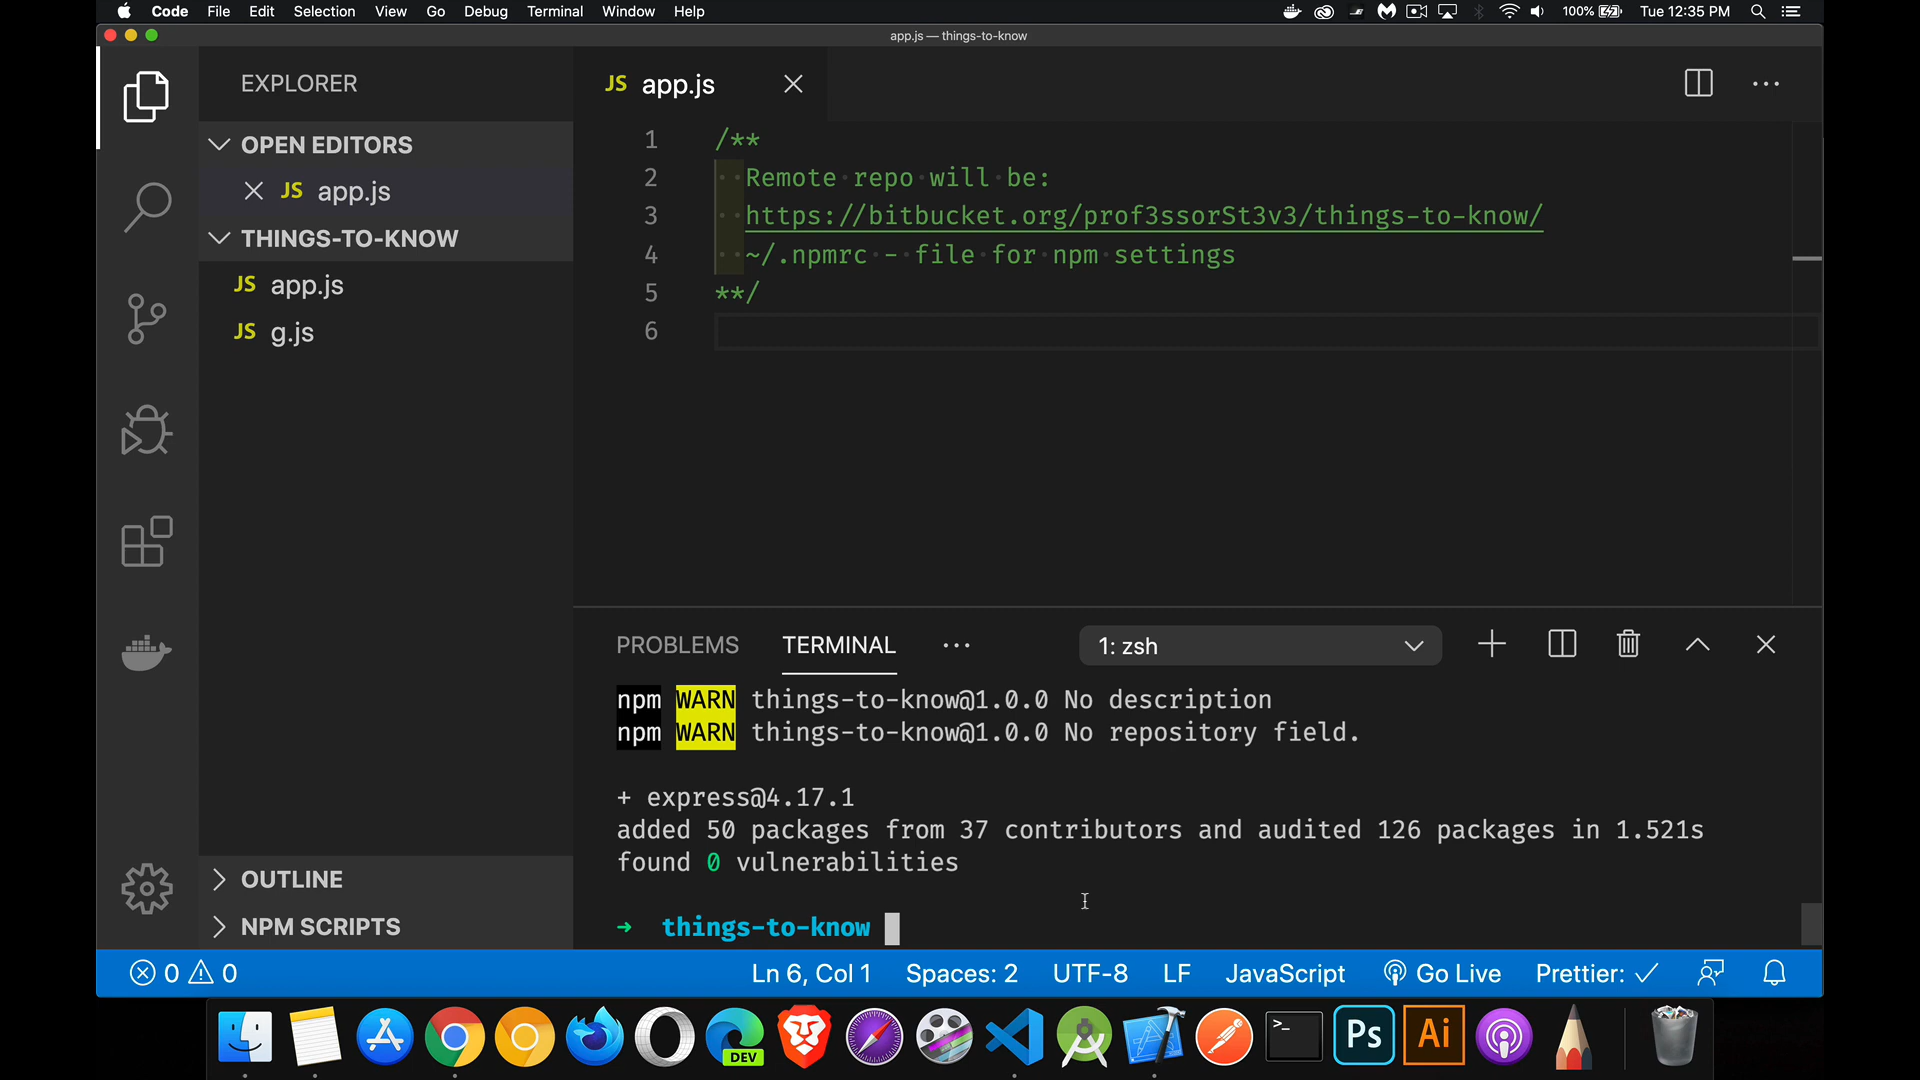 Code File Edit Selection View Go Debug Terminal Window Help 100% Tue 12:35 PM
app.js — things-to-know
EXPLORER
OPEN EDITORS
JS app.js
THINGS-TO-KNOW
JS app.js
JS g.js
OUTLINE
NPM SCRIPTS
JS app.js
1 /**
2 Remote repo will be:
3 https://bitbucket.org/prof3ssorSt3v3/things-to-know/
4 ~/.npmrc - file for npm settings
5 **/
6
PROBLEMS TERMINAL ··· 1: zsh
npm WARN things-to-know@1.0.0 No description
npm WARN things-to-know@1.0.0 No repository field.
+ express@4.17.1
added 50 packages from 37 contributors and audited 126 packages in 1.521s
found 0 vulnerabilities
→ things-to-know
0 0 Ln 6, Col 1 Spaces: 2 UTF-8 LF JavaScript Go Live Prettier: ✓
DEV >_ Ps Ai